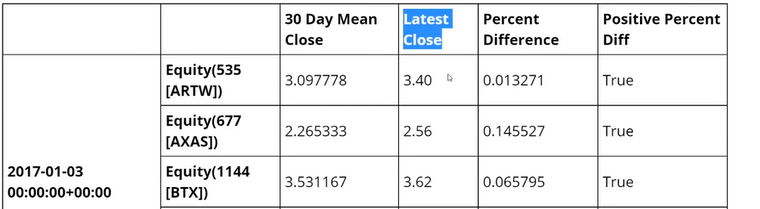 30 Day Mean Close
Latest Close
Percent Difference
Positive Percent Diff
2017-01-03 00:00:00+00:00
Equity(535 [ARTW])
3.097778
3.40
0.013271
True
Equity(677 [AXAS])
2.265333
2.56
0.145527
True
Equity(1144 [BTX])
3.531167
3.62
0.065795
True